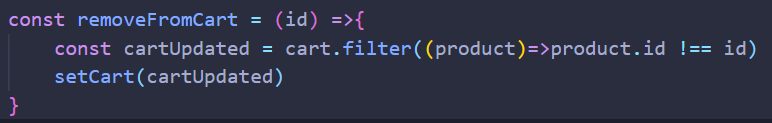 const removeFromCart = (id) =>{
    const cartUpdated = cart.filter((product)=>product.id !== id)
    setCart(cartUpdated)
}